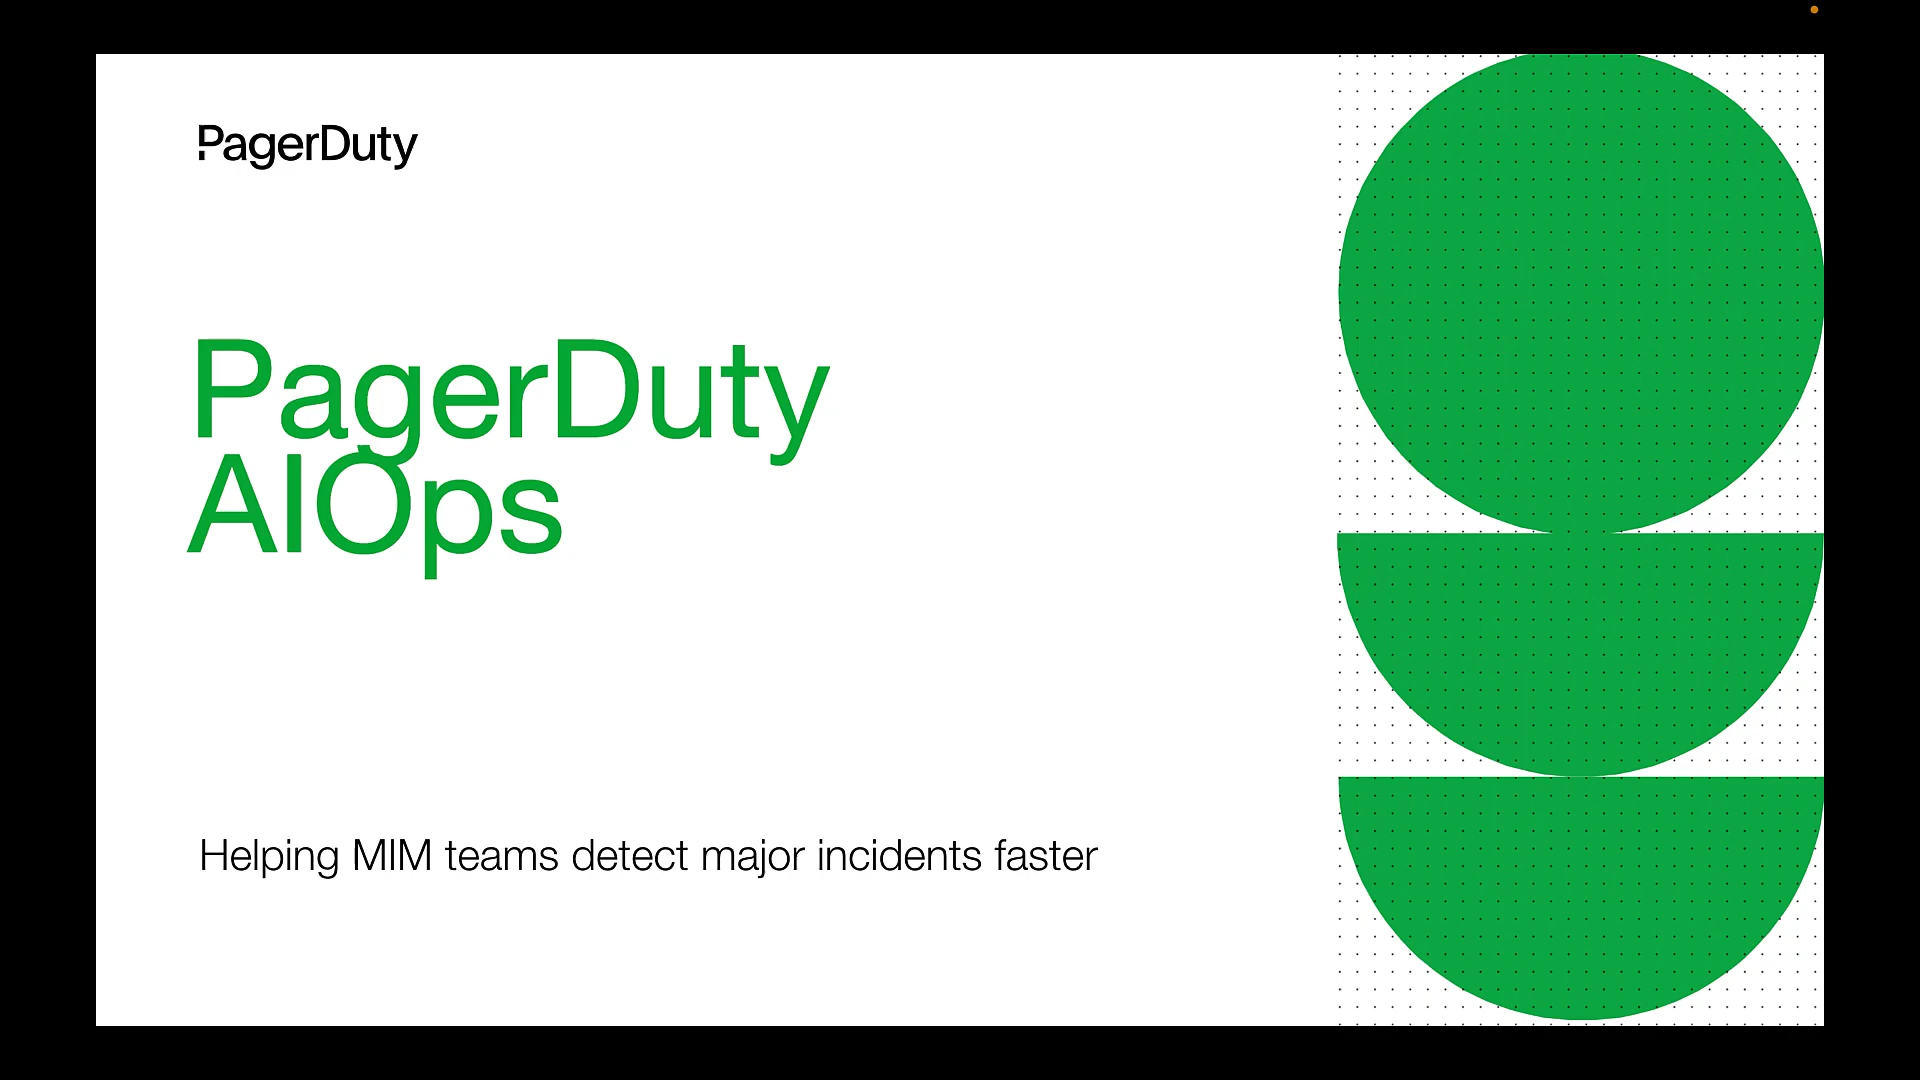 PagerDuty
PagerDuty
AIOps
Helping MIM teams detect major incidents faster